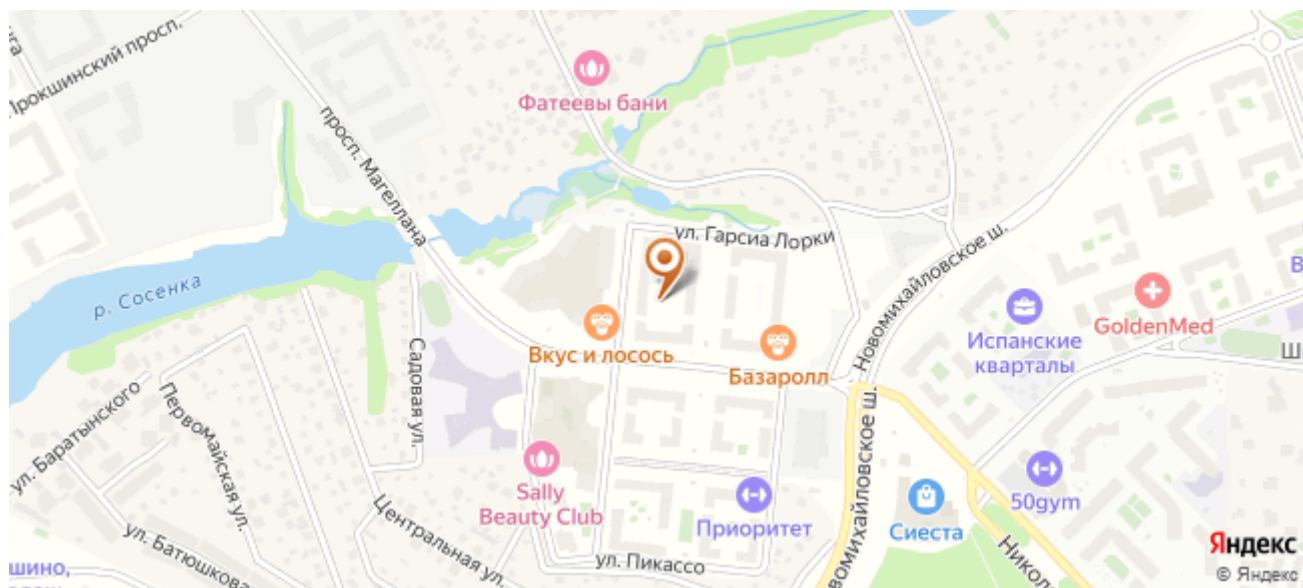 Прокшинский просп.
Фатеевы бани
просп. Магеллана
ул. Гарсиа Лорки
Новомихайловское ш.
р. Сосенка
GoldenMed
Испанские
кварталы
Вкус и лосось
Базаролл
Садовая ул.
ул. Баратынского
Первомайская ул.
Новомихайловское ш.
Sally
Beauty Club
Приоритет
50gym
Сиеста
Центральная ул.
ул. Батюшкова
ул. Пикассо
шино,
Никол
Яндекс
© Яндекс